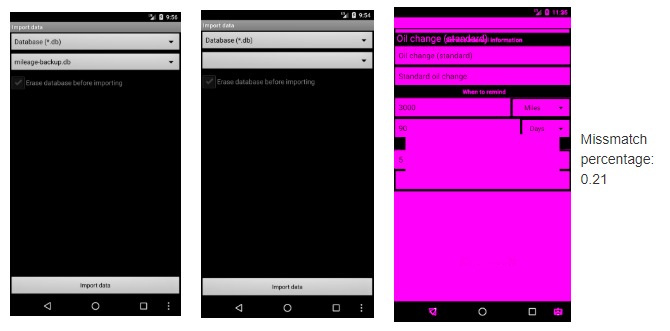 9:56
Import data
Database (*.db)
mileage-backup.db
Erase database before importing
Import data
9:54
Import data
Database (*.db)
Erase database before importing
Import data
11:35
Oil change (standard)
information
Oil change (standard)
Standard oil change
When to remind
3000
Miles
90
Days
5
Missmatch
percentage:
0.21